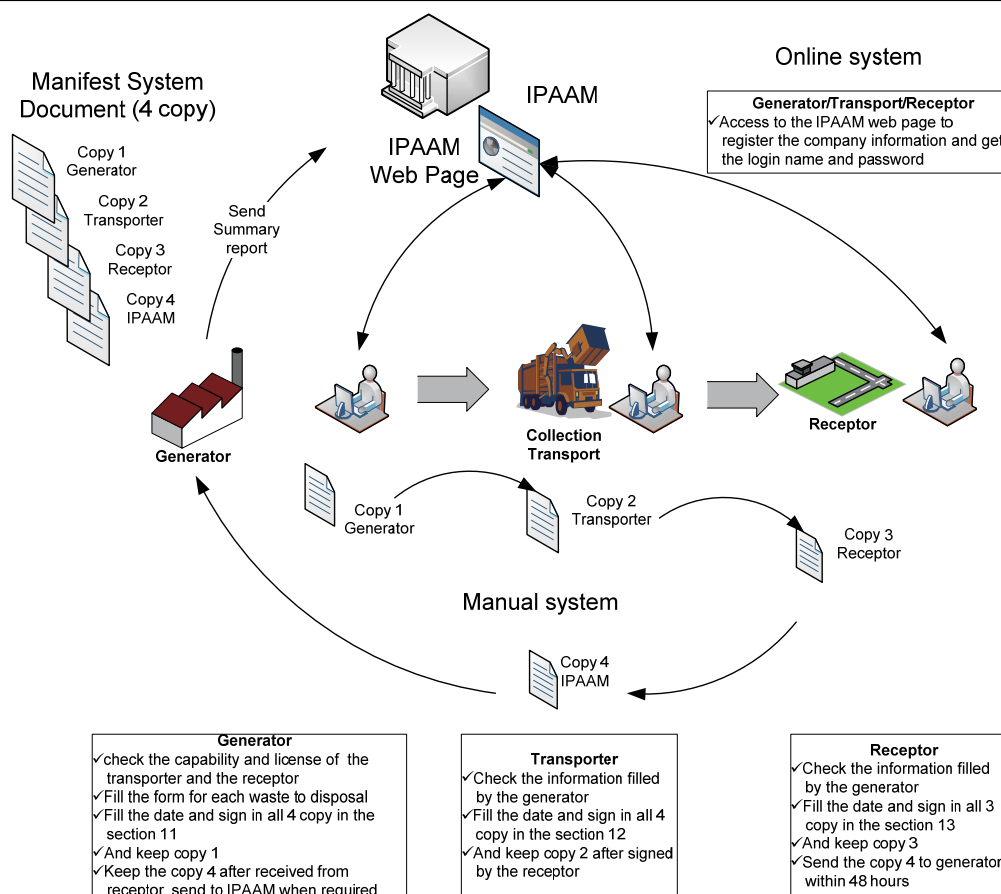 Manifest System
Document (4 copy)
Copy 1
Generator
Copy 2
Transporter
Copy 3
Receptor
Copy 4
IPAAM
Send
Summary
report
IPAAM
IPAAM
Web Page
Online system
Generator/Transport/Receptor
✓Access to the IPAAM web page to
register the company information and get
the login name and password
Generator
Collection
Transport
Receptor
Copy 1
Generator
Copy 2
Transporter
Copy 3
Receptor
Manual system
Copy 4
IPAAM
Generator
✓check the capability and license of the
transporter and the receptor
✓Fill the form for each waste to disposal
✓Fill the date and sign in all 4 copy in the
section 11
✓And keep copy 1
✓Keep the copy 4 after received from
receptor, send to IPAAM when required
Transporter
✓Check the information filled
by the generator
✓Fill the date and sign in all 4
copy in the section 12
✓And keep copy 2 after signed
by the receptor
Receptor
✓Check the information filled
by the generator
✓Fill the date and sign in all 3
copy in the section 13
✓And keep copy 3
✓Send the copy 4 to generator
within 48 hours